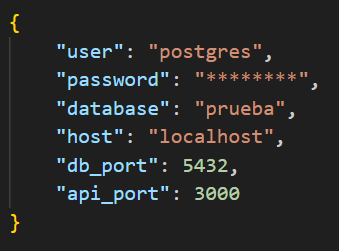 {
"user": "postgres",
"password": "********",
"database": "prueba",
"host": "localhost",
"db_port": 5432,
"api_port": 3000
}